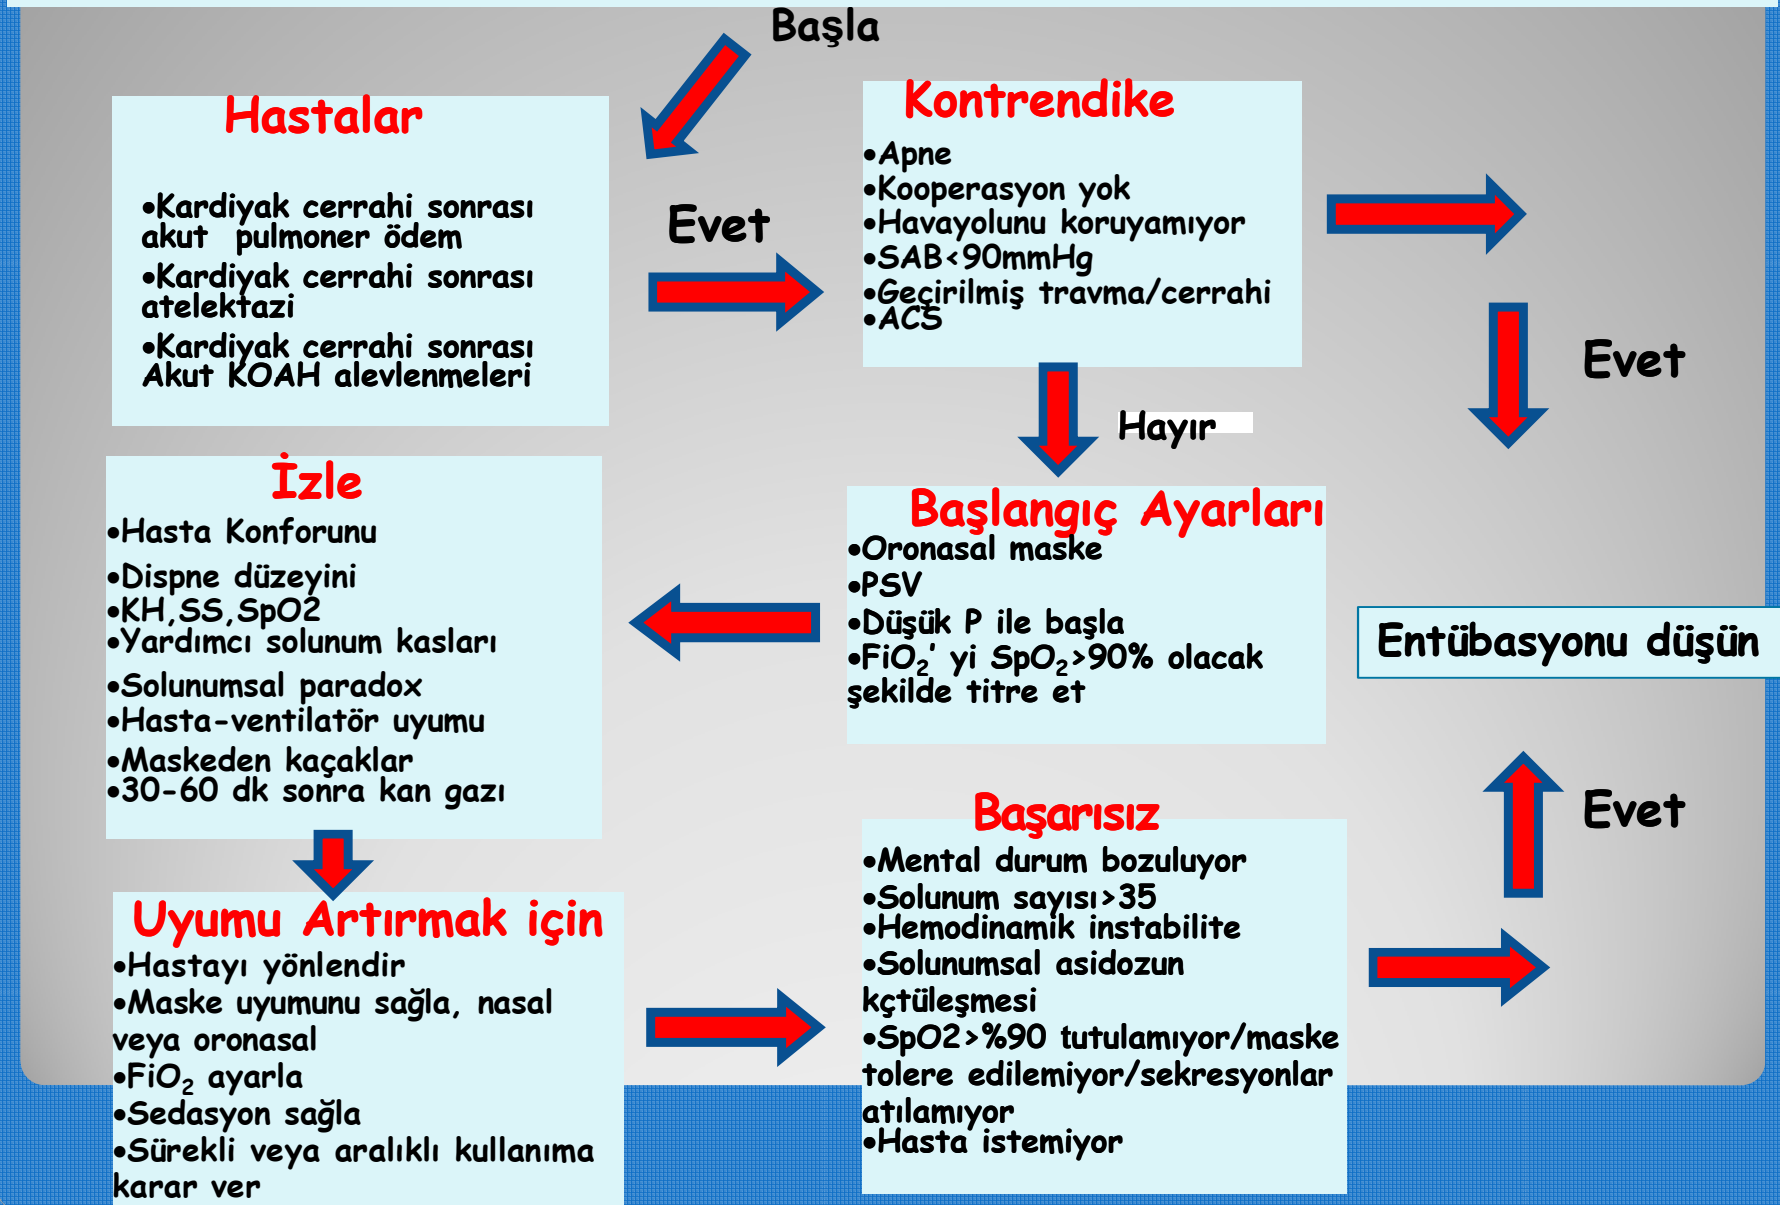 Başla
Hastalar
•Kardiyak cerrahi sonrası
akut pulmoner ödem
•Kardiyak cerrahi sonrası
atelektazi
•Kardiyak cerrahi sonrası
Akut KOAH alevlenmeleri
Evet
Kontrendike
•Apne
•Kooperasyon yok
•Havayolunu koruyamıyor
•SAB<90mmHg
•Geçirilmiş travma/cerrahi
•ACS
Evet
Hayır
Başlangıç Ayarları
•Oronasal maske
•PSV
•Düşük P ile başla
•FiO₂' yi SpO₂>90% olacak
şekilde titre et
İzle
•Hasta Konforunu
•Dispne düzeyini
•KH,SS,SpO2
•Yardımcı solunum kasları
•Solunumsal paradox
•Hasta-ventilatör uyumu
•Maskeden kaçaklar
•30-60 dk sonra kan gazı
Entübasyonu düşün
Uyumu Artırmak için
•Hastayı yönlendir
•Maske uyumunu sağla, nasal
veya oronasal
•FiO₂ ayarla
•Sedasyon sağla
•Sürekli veya aralıklı kullanıma
karar ver
Başarısız
•Mental durum bozuluyor
•Solunum sayısı>35
•Hemodinamik instabilite
•Solunumsal asidozun
kçtüleşmesi
•SpO2>%90 tutulamıyor/maske
tolere edilemiyor/sekresyonlar
atılamıyor
•Hasta istemiyor
Evet